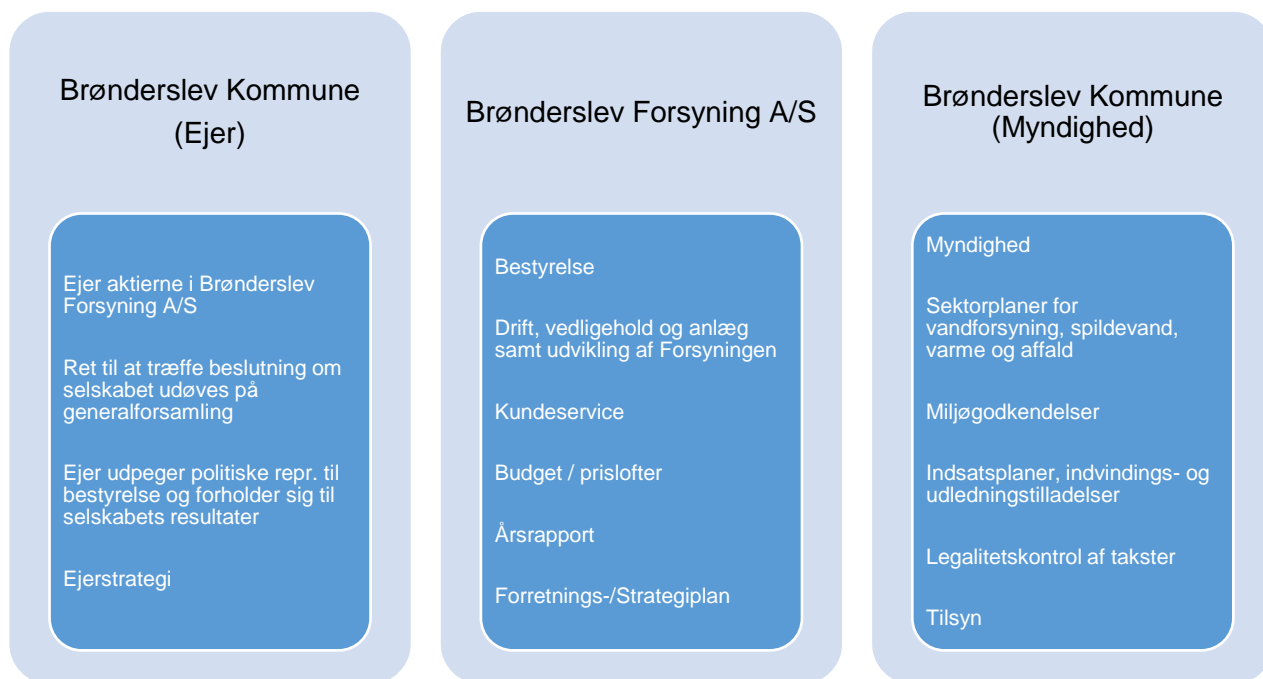 Brønderslev Kommune
(Ejer)
Ejer aktierne i Brønderslev
Forsyning A/S
Ret til at træffe beslutning om
selskabet udøves på
generalforsamling
Ejer udpeger politiske repr. til
bestyrelse og forholder sig til
selskabets resultater
Ejerstrategi
Brønderslev Forsyning A/S
Bestyrelse
Drift, vedligehold og anlæg
samt udvikling af Forsyningen
Kundeservice
Budget / prislofter
Årsrapport
Forretnings-/Strategiplan
Brønderslev Kommune
(Myndighed)
Myndighed
Sektorplaner for
vandforsyning, spildevand,
varme og affald
Miljøgodkendelser
Indsatsplaner, indvindings- og
udledningstilladelser
Legalitetskontrol af takster
Tilsyn